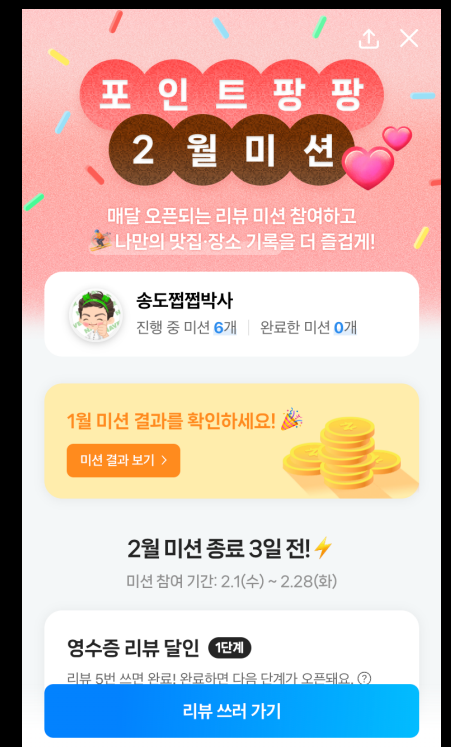 포인트팡팡
2월미션
매달 오픈되는 리뷰 미션 참여하고
나만의 맛집·장소 기록을 더 즐겁게!
송도쩝쩝박사
진행 중 미션 6개 | 완료한 미션 0개
1월 미션 결과를 확인하세요!
미션 결과 보기 >
2월 미션 종료 3일 전!
미션 참여 기간: 2.1(수) ~ 2.28(화)
영수증 리뷰 달인 1단계
리뷰 5번 쓰면 완료! 완료하면 다음 단계가 오픈돼요. ?
리뷰 쓰러 가기